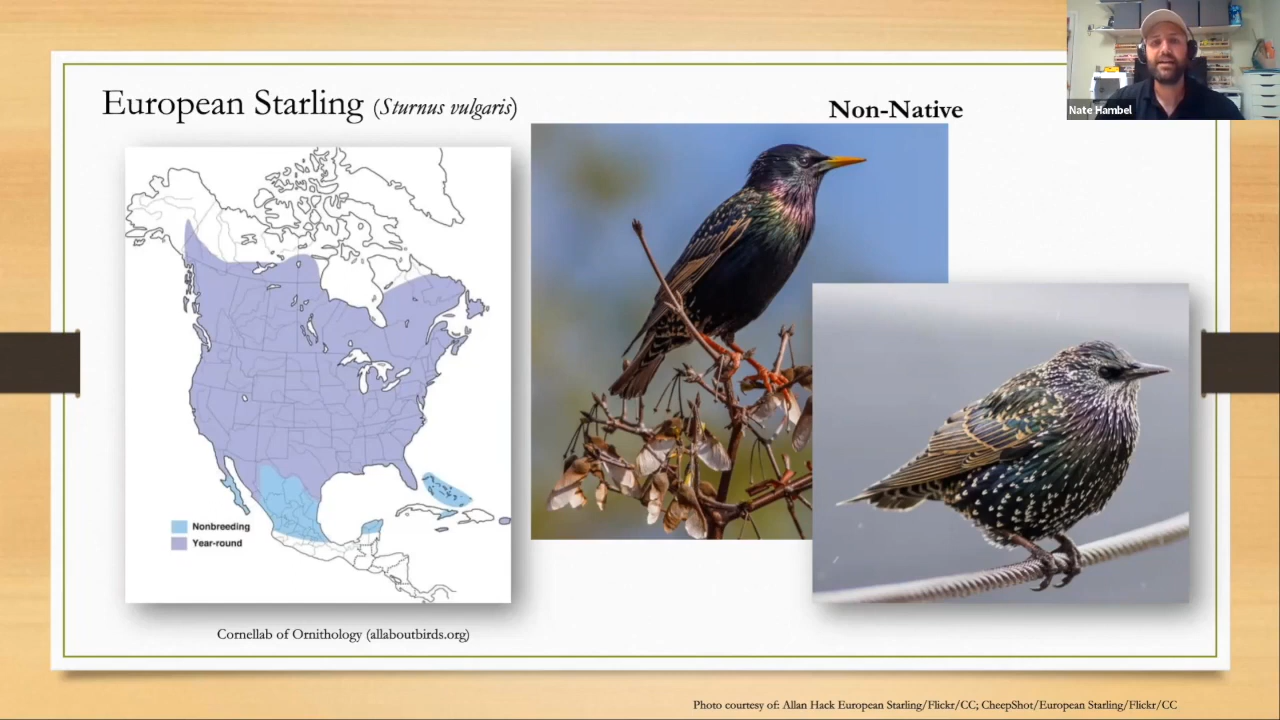 European Starling (Sturnus vulgaris)
Non-Native
Nate Hambel
Nonbreeding
Year-round
Cornellab of Ornithology (allaboutbirds.org)
Photo courtesy of: Allan Hack European Starling/Flickr/CC; CheepShot/European Starling/Flickr/CC